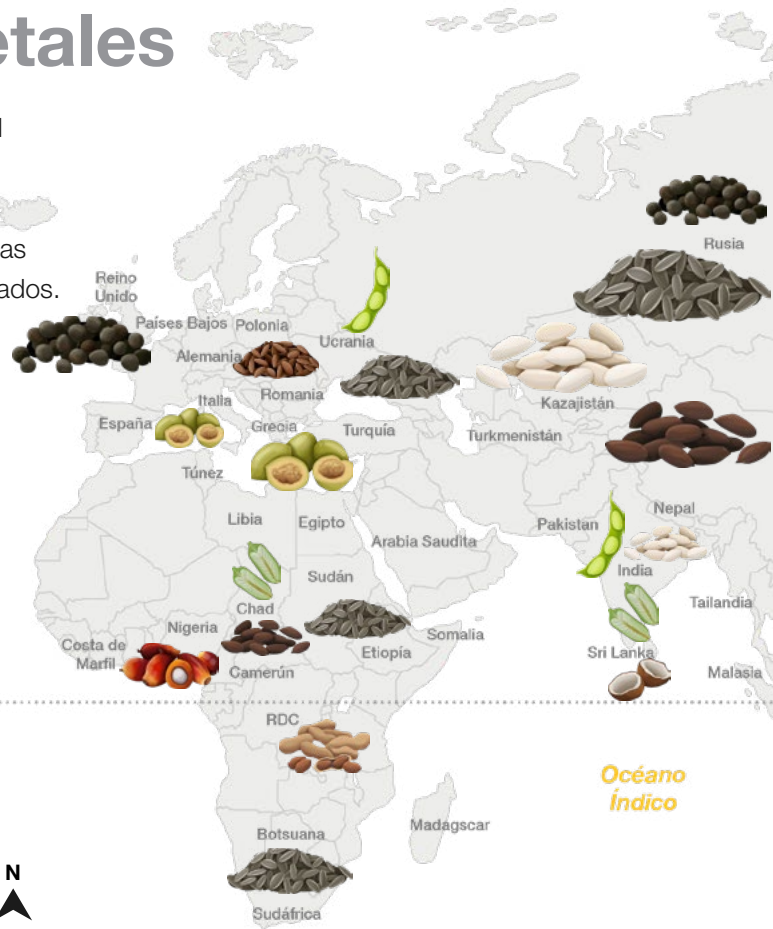 etales
l
as
ados.
Rusia
Reino
Unido
Países Bajos
Polonia
Ucrania
Alemania
Romania
Kazajistán
Italia
España
Grecia
Turquía
Turkmenistán
Túnez
Nepal
Libia
Egipto
Pakistan
Arabia Saudita
India
Sudán
Tailandia
Chad
Nigeria
Somalia
Costa de
Marfil
Etiopía
Sri Lanka
Camerún
Malasia
RDC
Océano
Índico
Madagscar
Botsuana
N
Sudáfrica